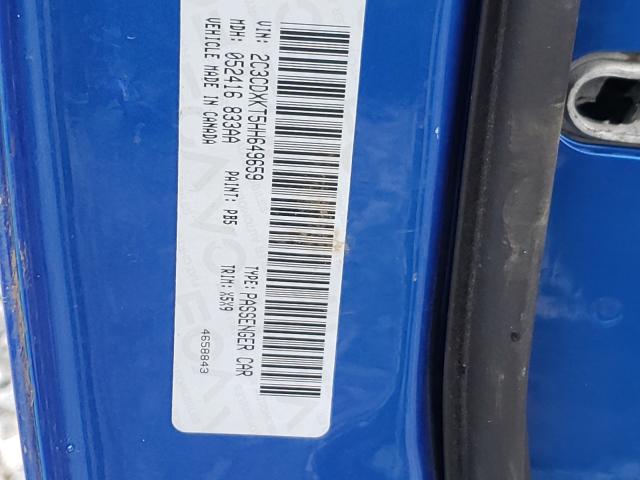 VIN: 2C3CDXKT5HH649659 TYPE: PASSENGER CAR
MDH: 052416 833AA PAINT: PB5 TRIM: X5X9
VEHICLE MADE IN CANADA 4658843